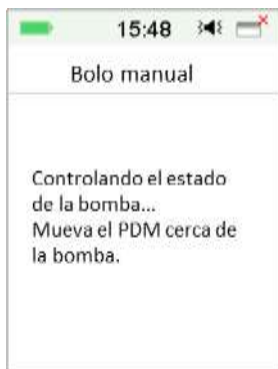 15:48
Bolo manual
Controlando el estado
de la bomba...
Mueva el PDM cerca de
la bomba.